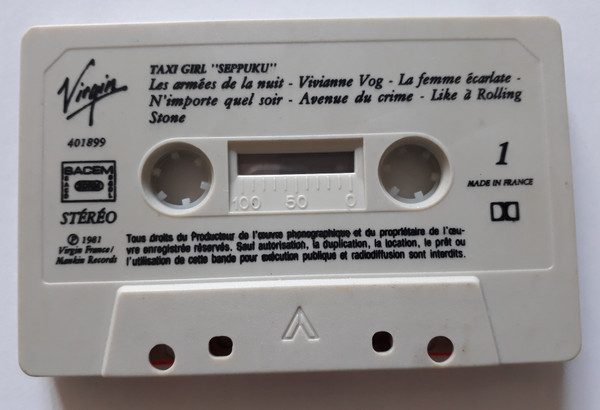 Virgin
TAXI GIRL "SEPPUKU"
Les armées de la nuit - Vivianne Vog - La femme écarlate -
N'importe quel soir - Avenue du crime - Like à Rolling
Stone
401899
SACEM
STÉRÉO
Ⓟ 1981
Virgin France/
Mankin Records
100 50 0
1
MADE IN FRANCE
Tous droits du Producteur de l'œuvre phonographique et du propriétaire de l'œu-
vre enregistrée réservés. Sauf autorisation, la duplication, la location, le prêt ou
l'utilisation de cette bande pour exécution publique et radiodiffusion sont interdits.